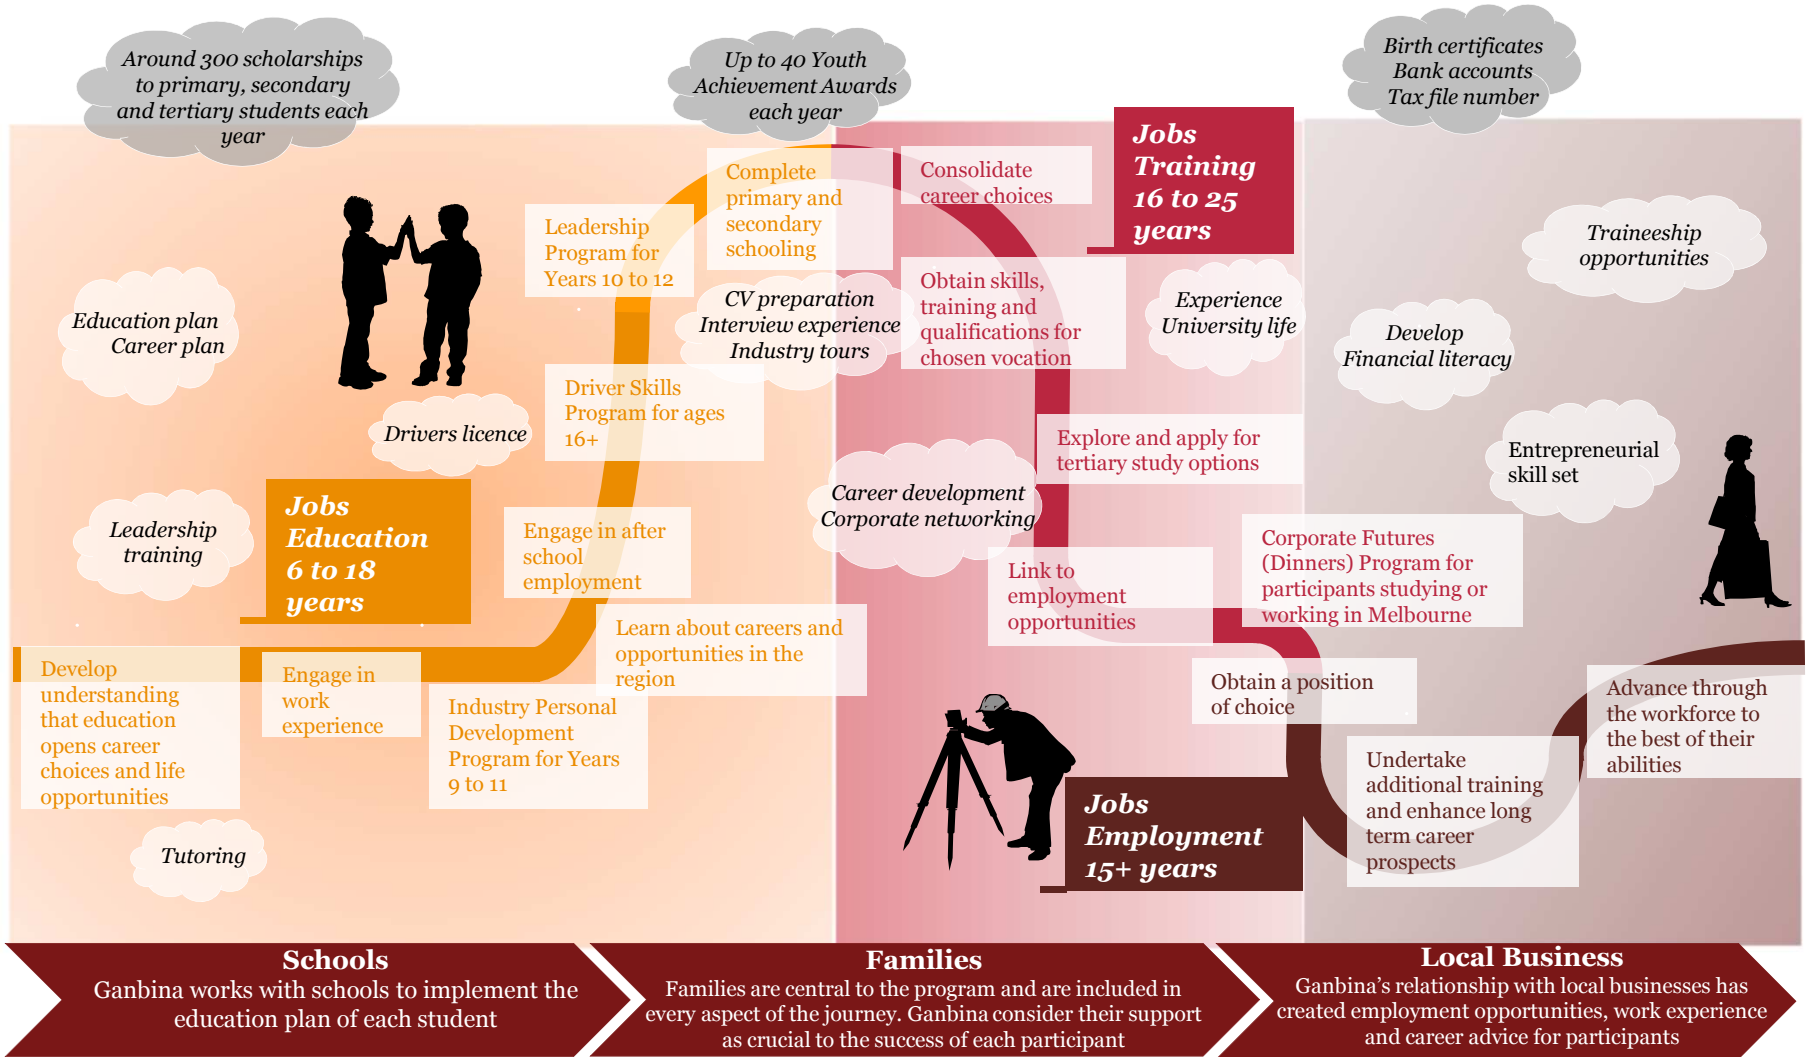 Around 300 scholarships
to primary, secondary
and tertiary students each
year
Up to 40 Youth
Achievement Awards
each year
Birth certificates
Bank accounts
Tax file number
Education plan
Career plan
Leadership
training
Tutoring
Drivers licence
Jobs
Education
6 to 18
years
Develop
understanding
that education
opens career
choices and life
opportunities
Engage in
work
experience
Industry Personal
Development
Program for Years
9 to 11
Learn about careers and
opportunities in the
region
Engage in after
school
employment
Driver Skills
Program for ages
16+
Leadership
Program for
Years 10 to 12
Complete
primary and
secondary
schooling
CV preparation
Interview experience
Industry tours
Consolidate
career choices
Jobs
Training
16 to 25
years
Obtain skills,
training and
qualifications for
chosen vocation
Experience
University life
Explore and apply for
tertiary study options
Career development
Corporate networking
Link to
employment
opportunities
Corporate Futures
(Dinners) Program for
participants studying or
working in Melbourne
Traineeship
opportunities
Develop
Financial literacy
Entrepreneurial
skill set
Obtain a position
of choice
Jobs
Employment
15+ years
Undertake
additional training
and enhance long
term career
prospects
Advance through
the workforce to
the best of their
abilities
Schools
Ganbina works with schools to implement the
education plan of each student
Families
Families are central to the program and are included in
every aspect of the journey. Ganbina consider their support
as crucial to the success of each participant
Local Business
Ganbina’s relationship with local businesses has
created employment opportunities, work experience
and career advice for participants